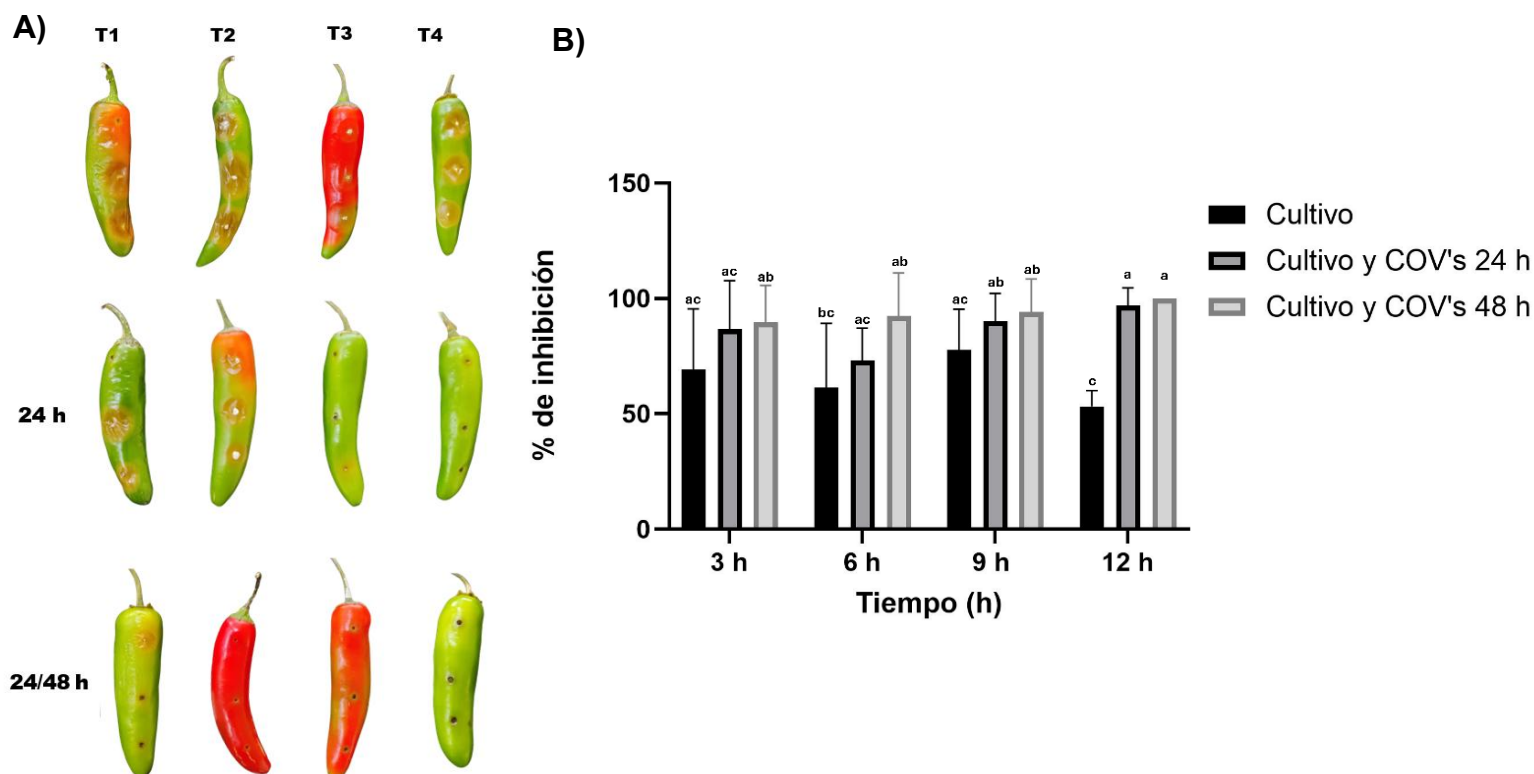 A)
T1 T2 T3 T4
24 h
24/48 h
B)
% de inhibición
150
100
50
0
ac ac ab
bc ac ab
ac ab ab
c a a
3 h 6 h 9 h 12 h
Tiempo (h)
Cultivo
Cultivo y COV's 24 h
Cultivo y COV's 48 h